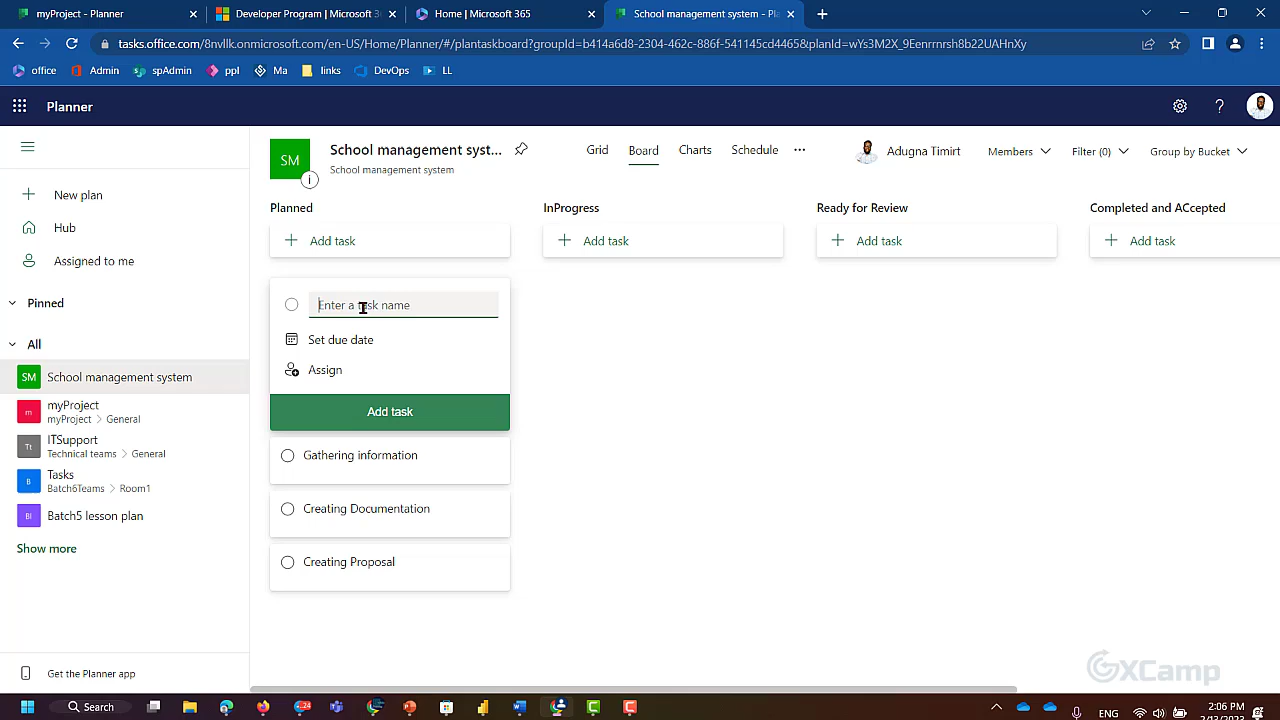 myProject - Planner
Developer Program | Microsoft 3
Home | Microsoft 365
School management system - Pl
tasks.office.com/8nvllk.onmicrosoft.com/en-US/Home/Planner/#/plantaskboard?groupId=b414a6d8-2304-462c-886f-541145cd4465&planId=wYs3M2X_9Eenrrnrsh8b22UAHnXy
office
Admin
spAdmin
ppl
Ma
links
DevOps
LL
Planner
New plan
Hub
Assigned to me
Pinned
All
SM School management system
m myProject
myProject > General
Tt ITSupport
Technical teams > General
B Tasks
Batch6Teams > Room1
Bl Batch5 lesson plan
Show more
Get the Planner app
SM
School management syst...
School management system
Grid
Board
Charts
Schedule
Adugna Timirt
Members
Filter (0)
Group by Bucket
Planned
Add task
Enter a task name
Set due date
Assign
Add task
Gathering information
Creating Documentation
Creating Proposal
InProgress
Add task
Ready for Review
Add task
Completed and ACcepted
Add task
XCamp
Search
ENG
2:06 PM